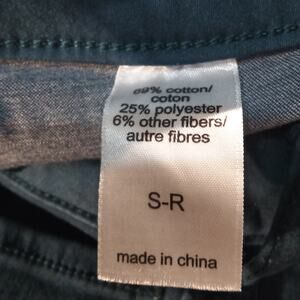 69% cotton/
coton
25% polyester
6% other fibers/
autre fibres
S-R
made in china